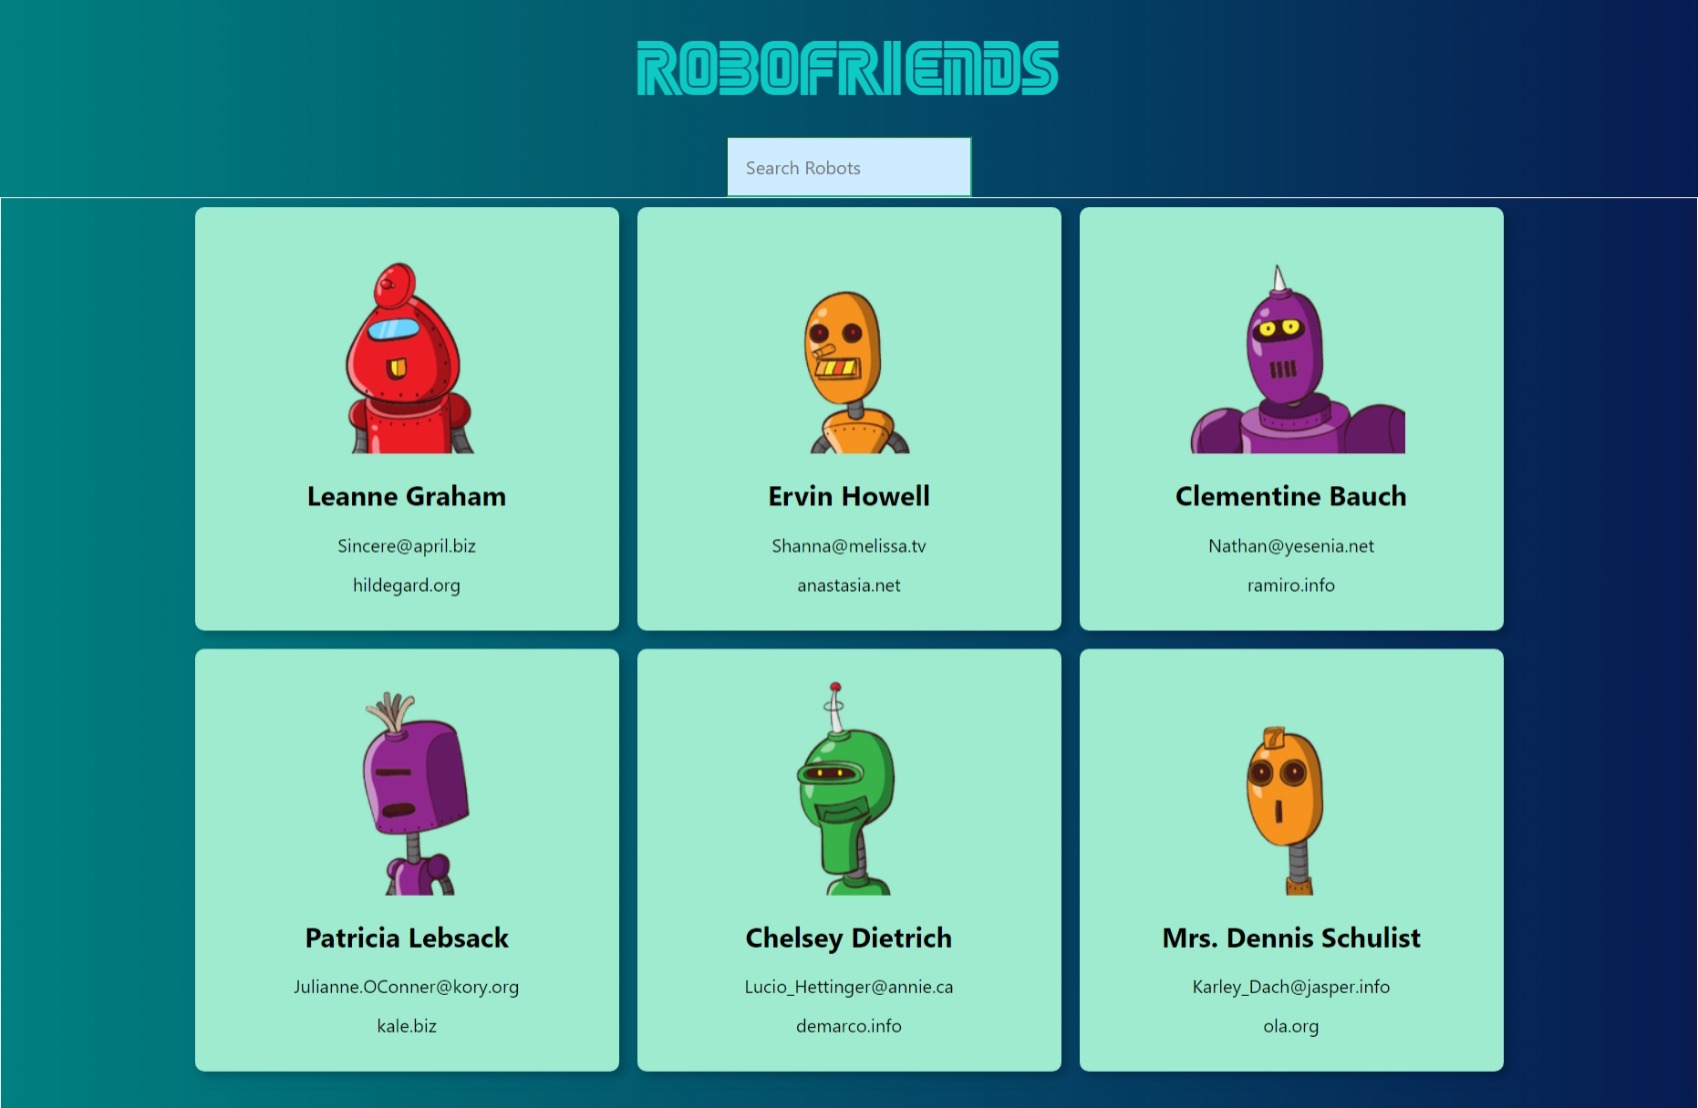 ROBOFRIENDS
Search Robots
Leanne Graham
Sincere@april.biz
hildegard.org
Ervin Howell
Shanna@melissa.tv
anastasia.net
Clementine Bauch
Nathan@yesenia.net
ramiro.info
7
Patricia Lebsack
Julianne.OConner@kory.org
kale.biz
Chelsey Dietrich
Lucio_Hettinger@annie.ca
demarco.info
Mrs. Dennis Schulist
Karley_Dach@jasper.info
ola.org